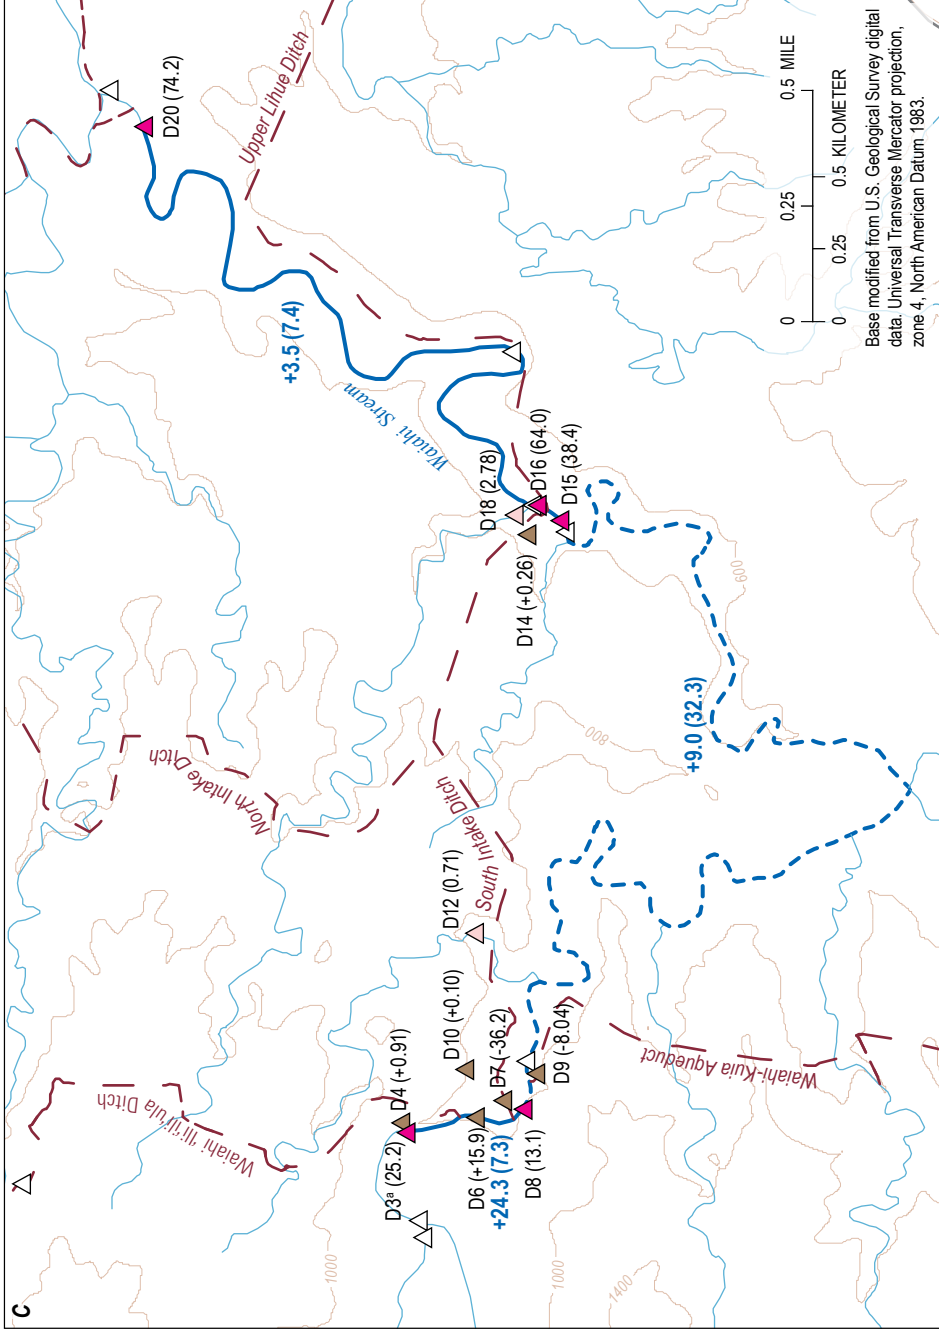 C
D20 (74.2)
Upper Lihue Ditch
+3.5 (7.4)
Waiahi Stream
D18 (2.78)
D16 (64.0)
D15 (38.4)
D14 (+0.26)
600
800
+9.0 (32.3)
North Intake Ditch
South Intake Ditch
D12 (0.71)
D10 (+0.10)
D7 (-36.2)
D9 (-8.04)
Waiahi-Kuia Aqueduct
D4 (+0.91)
D3ᵃ (25.2)
D6 (+15.9)
+24.3 (7.3)
D8 (13.1)
Waiahi ‘Ili‘ili‘ula Ditch
1000
1000
1400
0 0.25 0.5 MILE
0 0.25 0.5 KILOMETER
Base modified from U.S. Geological Survey digital
data, Universal Transverse Mercator projection,
zone 4, North American Datum 1983.